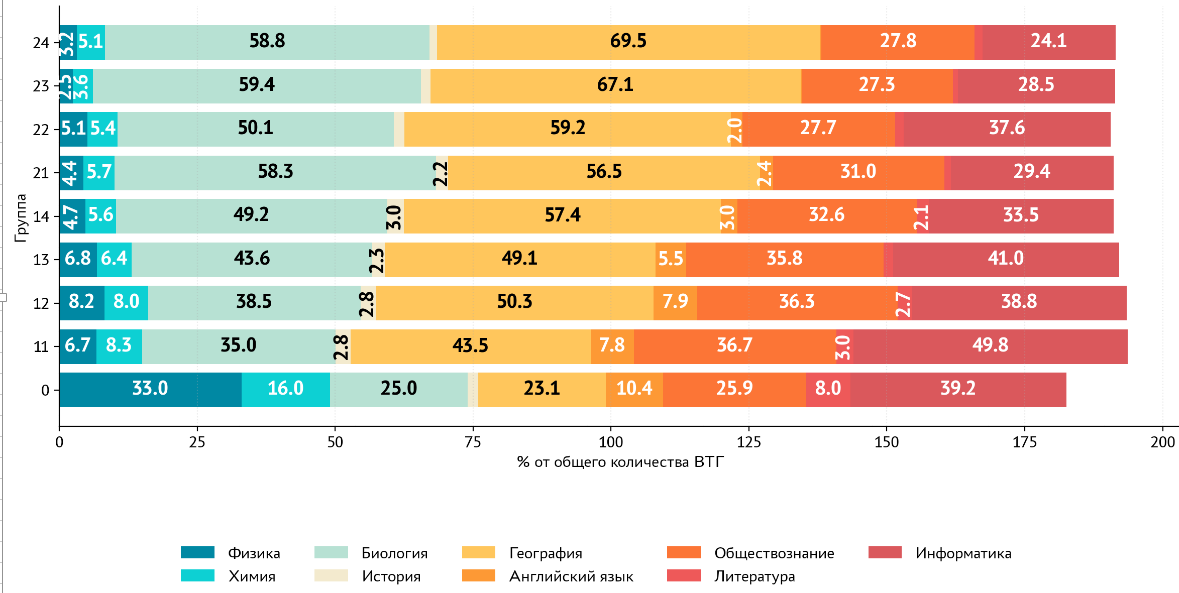 Группа
24 3.2 5.1 58.8 69.5 27.8 24.1
23 2.5 3.6 59.4 67.1 27.3 28.5
22 5.1 5.4 50.1 59.2 2.0 27.7 37.6
21 4.4 5.7 58.3 2.2 56.5 2.4 31.0 29.4
14 4.7 5.6 49.2 3.0 57.4 3.0 32.6 2.1 33.5
13 6.8 6.4 43.6 2.3 49.1 5.5 35.8 41.0
12 8.2 8.0 38.5 2.8 50.3 7.9 36.3 2.7 38.8
11 6.7 8.3 35.0 2.8 43.5 7.8 36.7 3.0 49.8
0 33.0 16.0 25.0 23.1 10.4 25.9 8.0 39.2
0 25 50 75 100 125 150 175 200
% от общего количества ВТГ
Физика Биология География Обществознание Информатика
Химия История Английский язык Литература